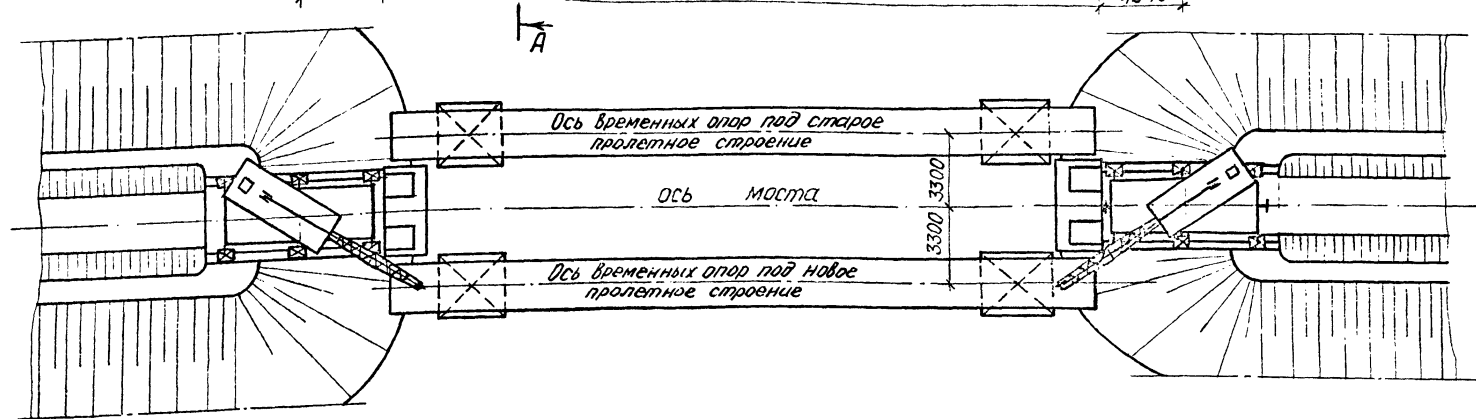 А
Ось временных опор под старое
пролетное строение
ось моста
3300
3300
Ось временных опор под новое
пролетное строение